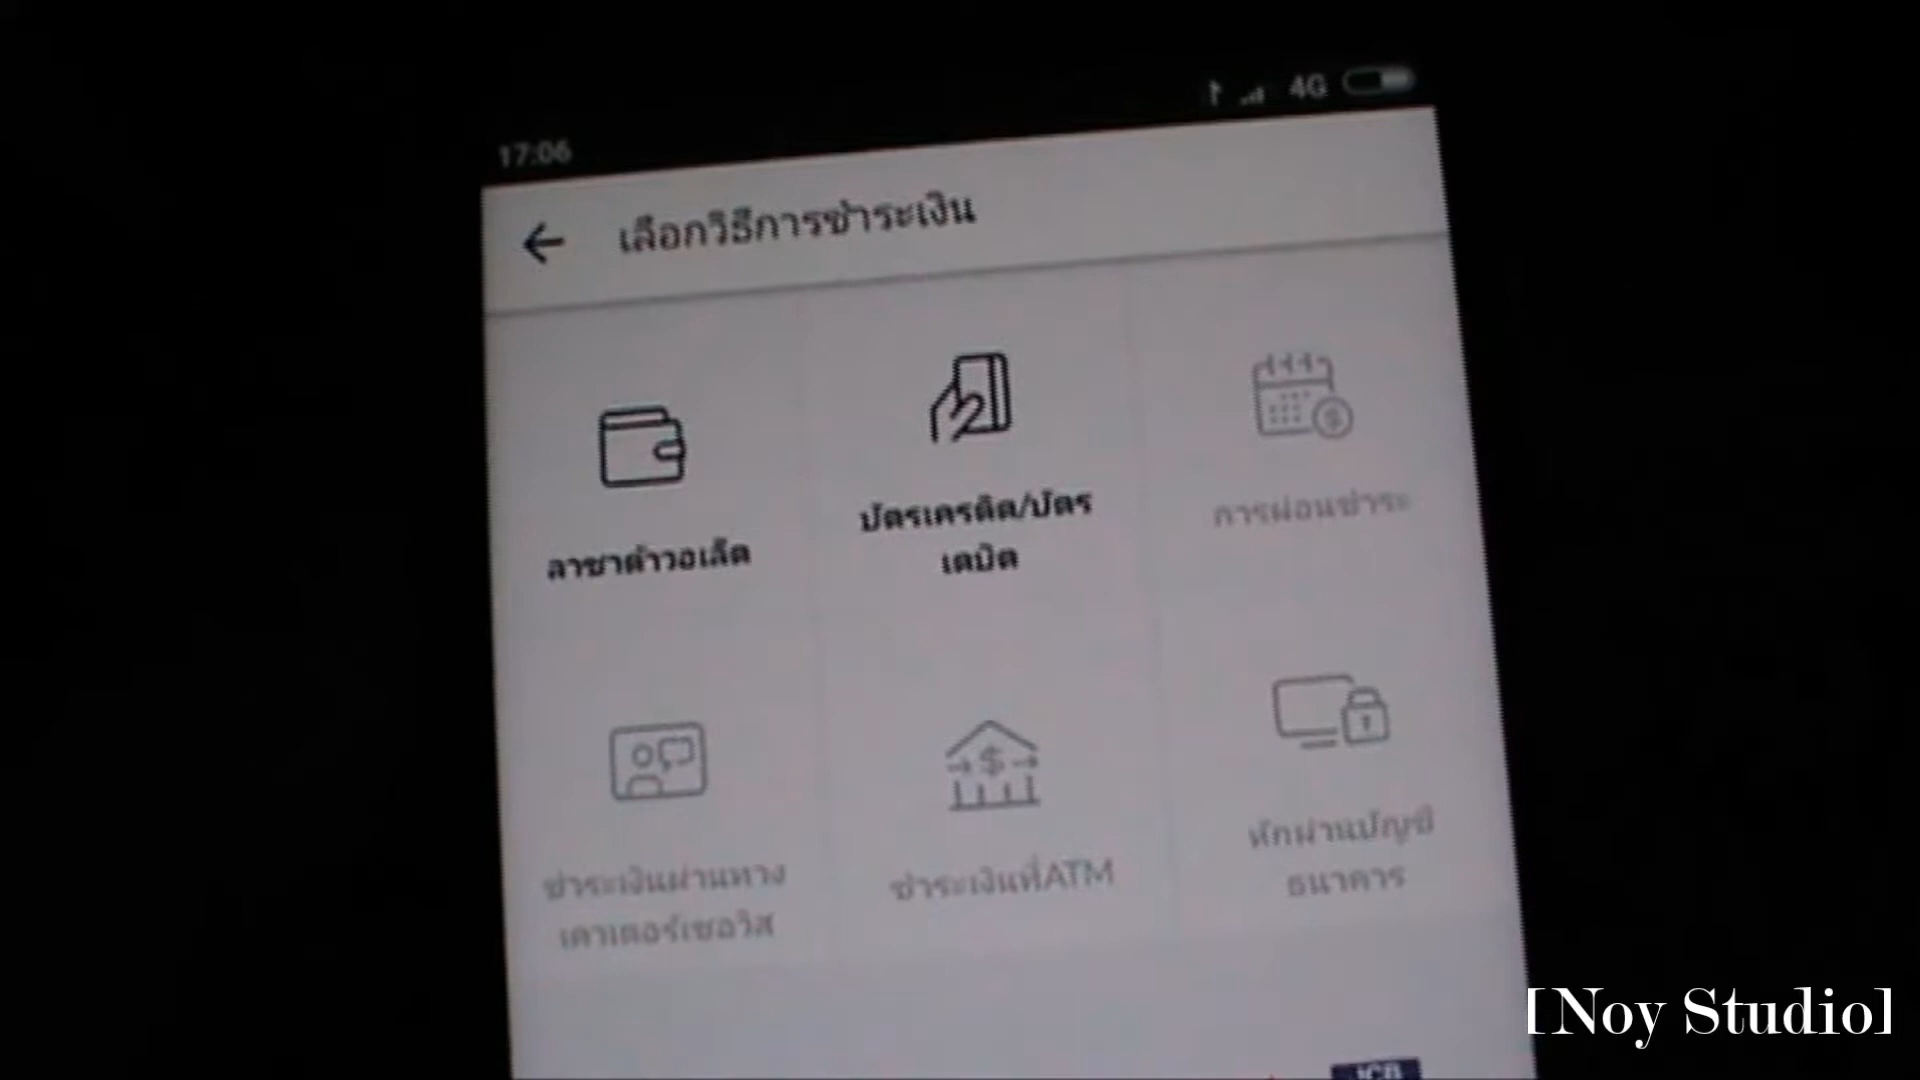 17:06
4G
เลือกวิธีการชำระเงิน
ลาซาด้าวอเล็ต
บัตรเครดิต/บัตร
เดบิต
การผ่อนชำระ
ชำระเงินผ่านทาง
เคาเตอร์เซอวิส
ชำระเงินที่ATM
หักผ่านบัญชี
ธนาคาร
JCB
[Noy Studio]